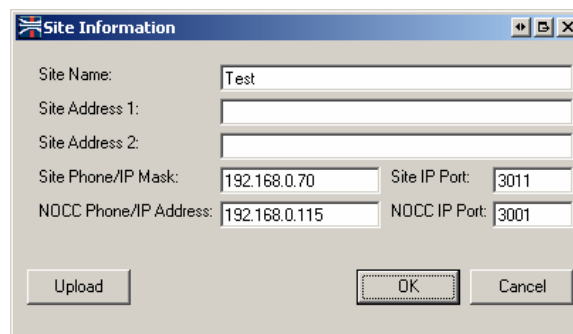 Site Information
Site Name: Test
Site Address 1:
Site Address 2:
Site Phone/IP Mask: 192.168.0.70 Site IP Port: 3011
NOCC Phone/IP Address: 192.168.0.115 NOCC IP Port: 3001
Upload OK Cancel